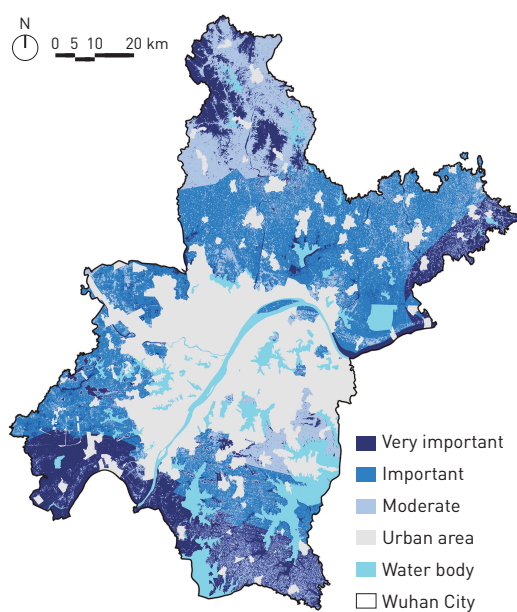 N
0 5 10 20 km
Very important
Important
Moderate
Urban area
Water body
Wuhan City